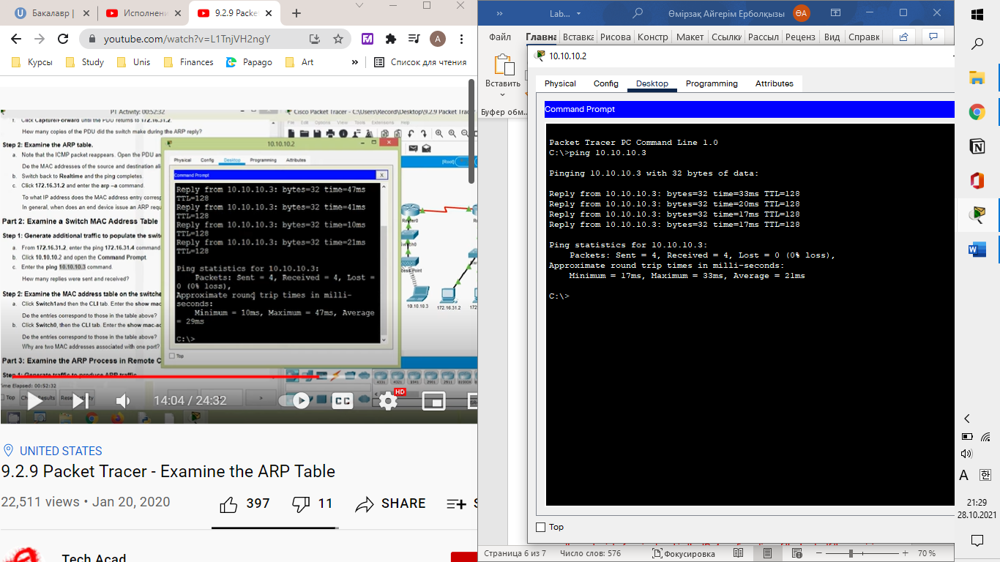 Бакалавр |
Исполнени
9.2.9 Packe
youtube.com/watch?v=L1TnjVH2ngY
A
Курсы
Study
Unis
Finances
Papago
Art
»
Список для чтения
PT Activity: 00:52:32
Cisco Packet Tracer - C:\Users\Record\Desktop\9.2.9 Packet Trac
f. Click Capture/Forward until the PDU returns to 172.16.31.2.
How many copies of the PDU did the switch make during the ARP reply?
Step 2: Examine the ARP table.
a. Note that the ICMP packet reappears. Open the PDU an
Do the MAC addresses of the source and destination ali
b. Switch back to Realtime and the ping completes.
c. Click 172.16.31.2 and enter the arp –a command.
To what IP address does the MAC address entry corresp
In general, when does an end device issue an ARP requ
Part 2: Examine a Switch MAC Address Table
Step 1: Generate additional traffic to populate the switc
a. From 172.16.31.2, enter the ping 172.16.31.4 command
b. Click 10.10.10.2 and open the Command Prompt.
c. Enter the ping 10.10.10.3 command.
How many replies were sent and received?
Step 2: Examine the MAC address table on the switche
a. Click Switch1and then the CLI tab. Enter the show mac
Do the entries correspond to those in the table above?
b. Click Switch0, then the CLI tab. Enter the show mac-ad
Do the entries correspond to those in the table above?
Why are two MAC addresses associated with one port?
Part 3: Examine the ARP Process in Remote C
Step 1: Generate traffic to produce ARP traffic
Time Elapsed: 00:52:32
Top
10.10.10.2
Physical
Config
Desktop
Programming
Attributes
Command Prompt
X
Reply from 10.10.10.3: bytes=32 time=47ms
TTL=128
Reply from 10.10.10.3: bytes=32 time=41ms
TTL=128
Reply from 10.10.10.3: bytes=32 time=10ms
TTL=128
Reply from 10.10.10.3: bytes=32 time=21ms
TTL=128
Ping statistics for 10.10.10.3:
Packets: Sent = 4, Received = 4, Lost =
0 (0% loss),
Approximate round trip times in milli-
seconds:
Minimum = 10ms, Maximum = 47ms, Average
= 29ms
C:\>
Top
[Root]
10.10.10.3
172.16.31.2
14:04 / 24:32
CC
HD
UNITED STATES
9.2.9 Packet Tracer - Examine the ARP Table
22,511 views • Jan 20, 2020
397
11
SHARE
S
Tech Acad
»
Lab...
Өмірзақ Айгерім Ерболқызы
ӨА
Файл
Главна
Вставка
Рисова
Констр
Макет
Ссылки
Рассыл
Реценз
Вид
Справк
Вставить
Буфер обм...
10.10.10.2
Physical
Config
Desktop
Programming
Attributes
Command Prompt
Packet Tracer PC Command Line 1.0
C:\>ping 10.10.10.3
Pinging 10.10.10.3 with 32 bytes of data:
Reply from 10.10.10.3: bytes=32 time=33ms TTL=128
Reply from 10.10.10.3: bytes=32 time=20ms TTL=128
Reply from 10.10.10.3: bytes=32 time=17ms TTL=128
Reply from 10.10.10.3: bytes=32 time=17ms TTL=128
Ping statistics for 10.10.10.3:
Packets: Sent = 4, Received = 4, Lost = 0 (0% loss),
Approximate round trip times in milli-seconds:
Minimum = 17ms, Maximum = 33ms, Average = 21ms
C:\>
Top
Страница 6 из 7
Число слов: 576
Фокусировка
70 %
A
한
21:29
28.10.2021